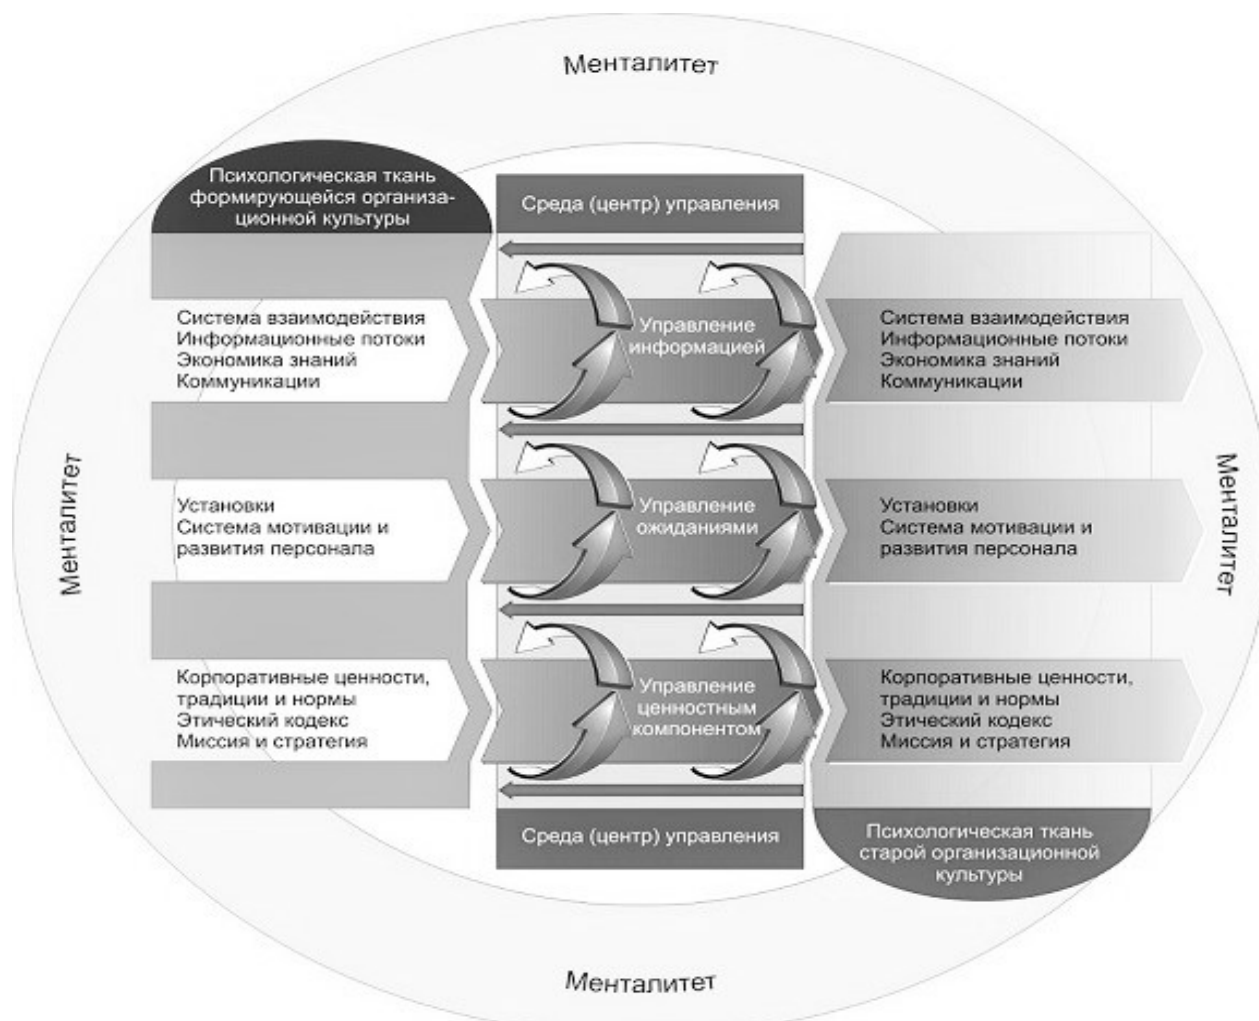 Менталитет
Психологическая ткань
формирующейся организа-
ционной культуры
Среда (центр) управления
Система взаимодействия
Информационные потоки
Экономика знаний
Коммуникации
Управление
информацией
Система взаимодействия
Информационные потоки
Экономика знаний
Коммуникации
Менталитет
Установки
Система мотивации и
развития персонала
Управление
ожиданиями
Установки
Система мотивации и
развития персонала
Менталитет
Корпоративные ценности,
традиции и нормы
Этический кодекс
Миссия и стратегия
Управление
ценностным
компонентом
Корпоративные ценности,
традиции и нормы
Этический кодекс
Миссия и стратегия
Среда (центр) управления
Психологическая ткань
старой организационной
культуры
Менталитет